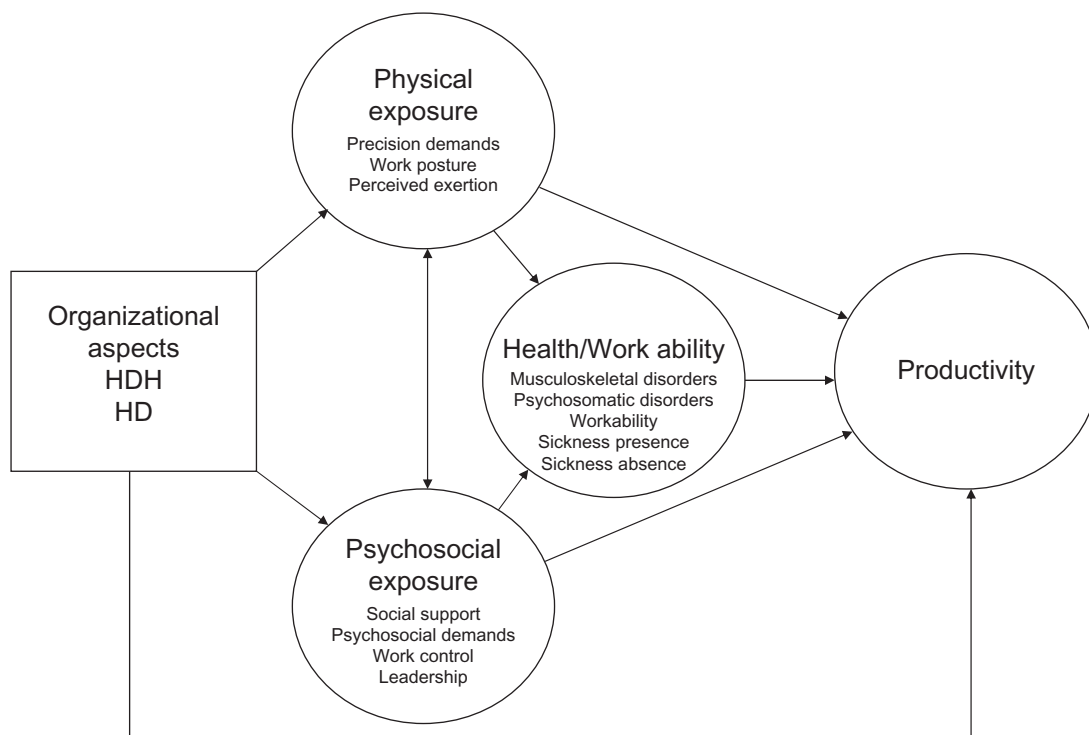 Physical
exposure
Precision demands
Work posture
Perceived exertion
Organizational
aspects
HDH
HD
Health/Work ability
Musculoskeletal disorders
Psychosomatic disorders
Workability
Sickness presence
Sickness absence
Productivity
Psychosocial
exposure
Social support
Psychosocial demands
Work control
Leadership